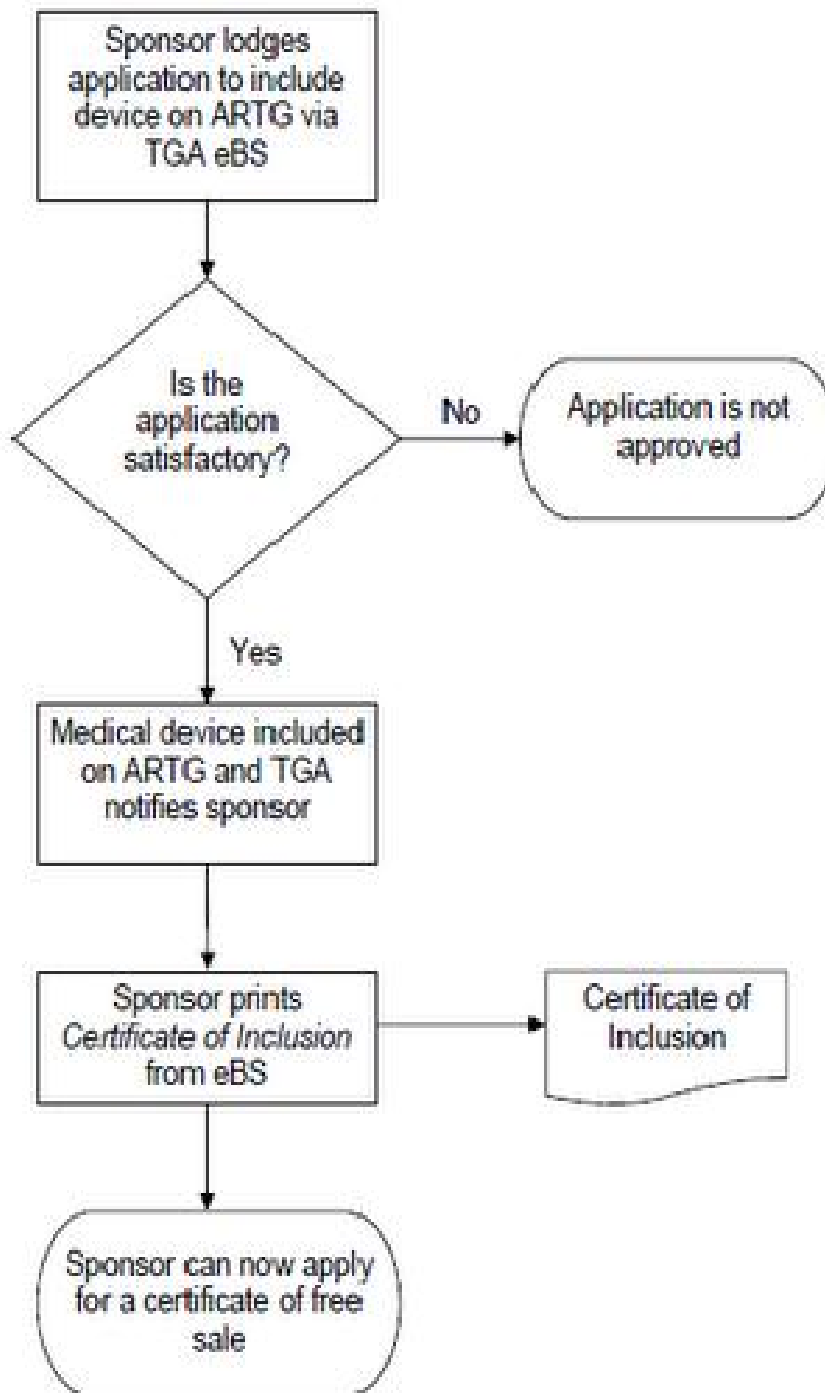 Sponsor lodges
application to include
device on ARTG via
TGA eBS
Is the
application
satisfactory?
No
Application is not
approved
Yes
Medical device included
on ARTG and TGA
notifies sponsor
Sponsor prints
Certificate of Inclusion
from eBS
Certificate of
Inclusion
Sponsor can now apply
for a certificate of free
sale